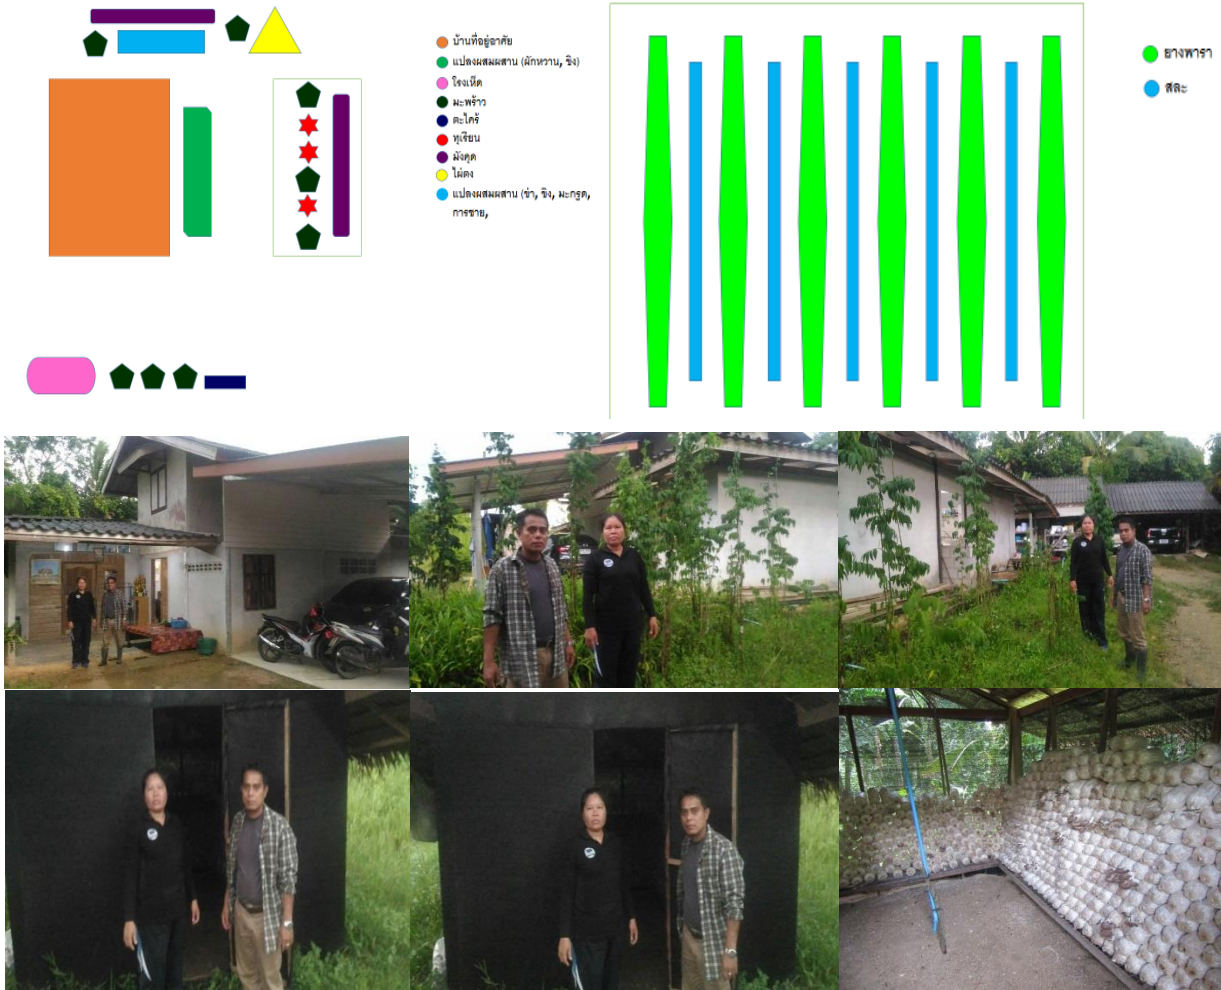 บ้านที่อยู่อาศัย
แปลงผสมผสาน (ผักหวาน, ขิง)
โรงเห็ด
มะพร้าว
ตะไคร้
ทุเรียน
มังคุด
ไผ่ตง
แปลงผสมผสาน (ข่า, ขิง, มะกรูด,
การชาย,
ยางพารา
สละ